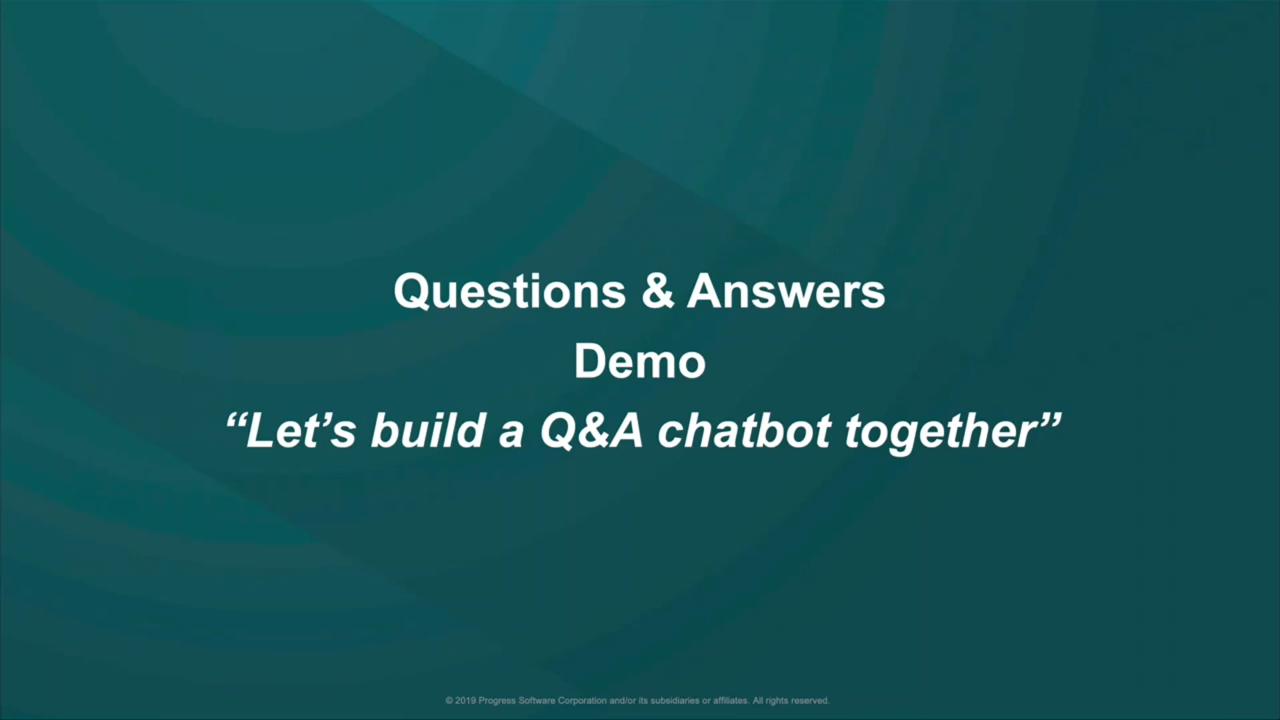 Questions & Answers
Demo
“Let’s build a Q&A chatbot together”
© 2019 Progress Software Corporation and/or its subsidiaries or affiliates. All rights reserved.